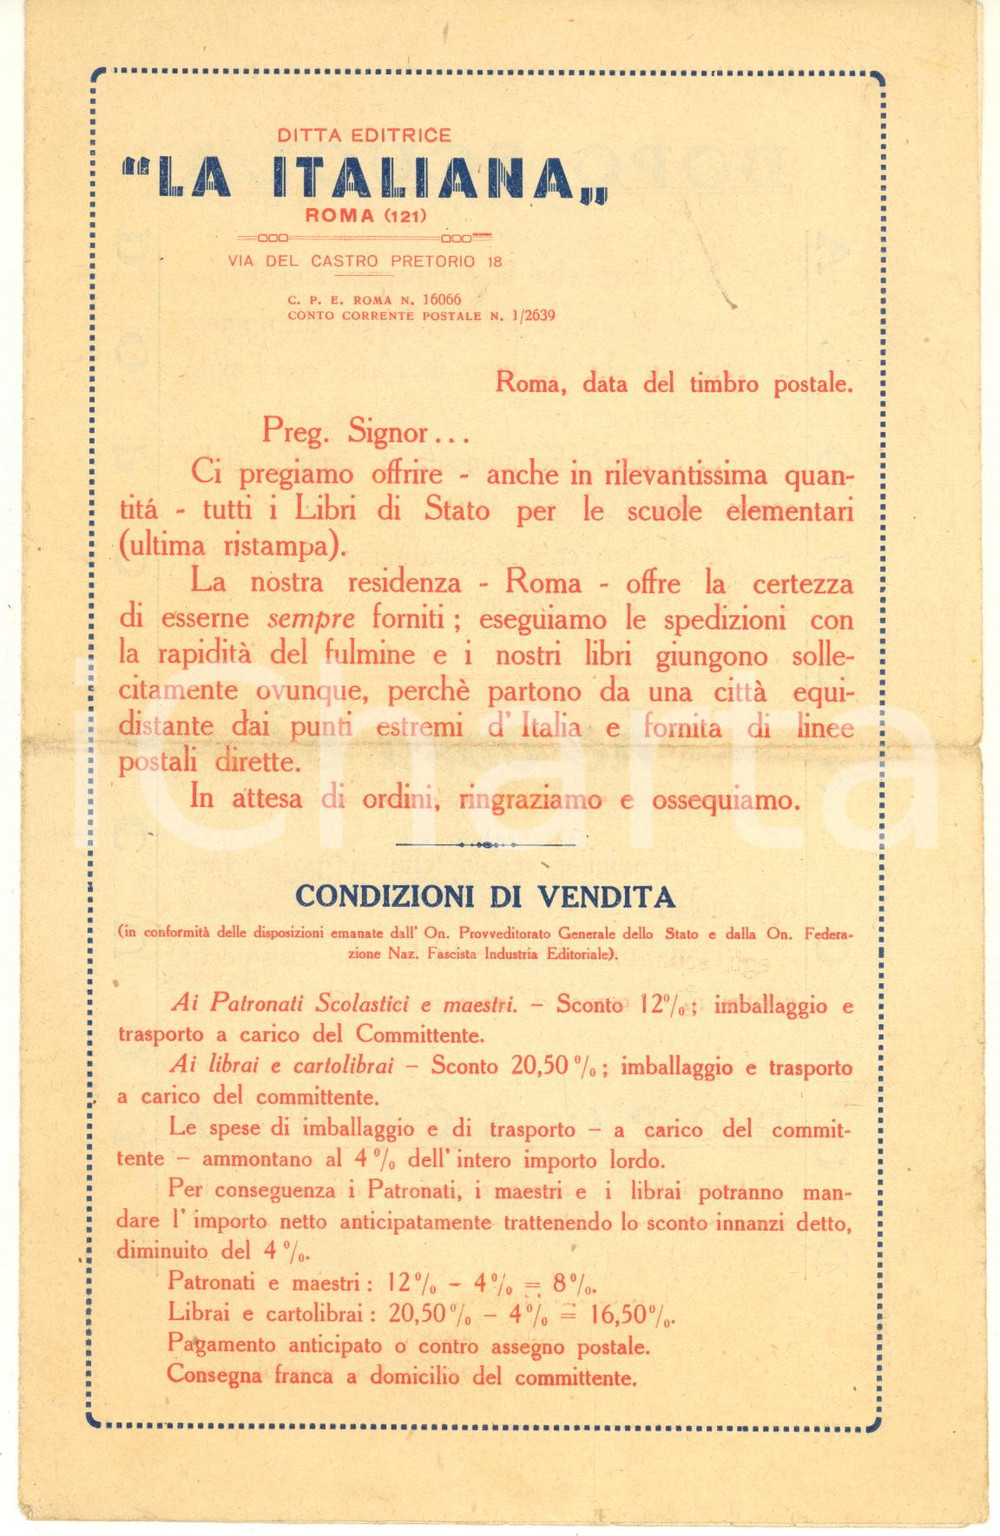 DITTA EDITRICE
"LA ITALIANA„
ROMA (121)
VIA DEL CASTRO PRETORIO 18
C. P. E. ROMA N. 16066
CONTO CORRENTE POSTALE N. 1/2639
Roma, data del timbro postale.
Preg. Signor...
Ci pregiamo offrire - anche in rilevantissima quan-
titá - tutti i Libri di Stato per le scuole elementari
(ultima ristampa).
La nostra residenza - Roma - offre la certezza
di esserne sempre forniti ; eseguiamo le spedizioni con
la rapidità del fulmine e i nostri libri giungono solle-
citamente ovunque, perchè partono da una città equi-
distante dai punti estremi d' Italia e fornita di linee
postali dirette.
In attesa di ordini, ringraziamo e ossequiamo.
CONDIZIONI DI VENDITA
(in conformità delle disposizioni emanate dall' On. Provveditorato Generale dello Stato e dalla On. Federa-
zione Naz. Fascista Industria Editoriale).
Ai Patronati Scolastici e maestri. – Sconto 12% ; imballaggio e
trasporto a carico del Committente.
Ai librai e cartolibrai – Sconto 20,50 % ; imballaggio e trasporto
a carico del committente.
Le spese di imballaggio e di trasporto – a carico del commit-
tente – ammontano al 4 % dell' intero importo lordo.
Per conseguenza i Patronati, i maestri e i librai potranno man-
dare l' importo netto anticipatamente trattenendo lo sconto innanzi detto,
diminuito del 4 %.
Patronati e maestri : 12% – 4% = 8%.
Librai e cartolibrai : 20,50% – 4% = 16,50%.
Pagamento anticipato o contro assegno postale.
Consegna franca a domicilio del committente.
iCharta